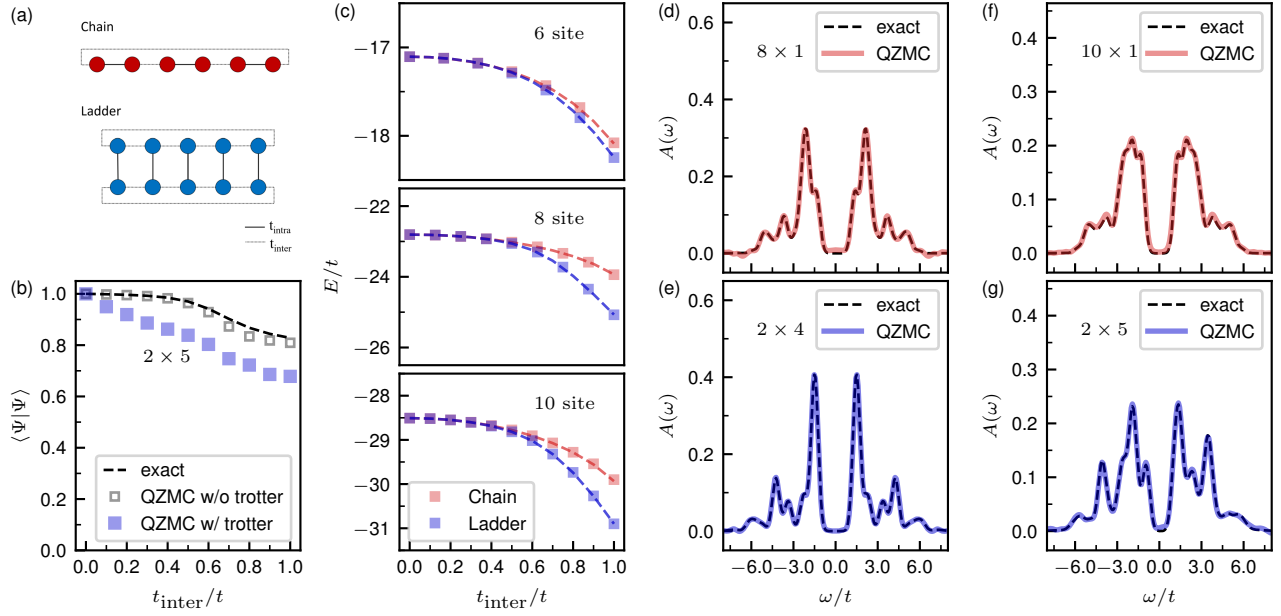 (a)
Chain
Ladder
t_intra
t_inter
(b)
1.0
0.8
0.6
0.4
0.2
0.0
⟨Ψ|Ψ⟩
2 × 5
exact
QZMC w/o trotter
QZMC w/ trotter
0.0 0.2 0.4 0.6 0.8 1.0
t_inter/t
(c)
6 site
−17
−18
8 site
−22
−23
−24
−25
−26
E/t
10 site
−28
−29
−30
−31
Chain
Ladder
0.0 0.2 0.4 0.6 0.8 1.0
t_inter/t
(d)
0.6
0.4
0.2
0.0
A(ω)
8 × 1
exact
QZMC
(e)
0.6
0.4
0.2
0.0
A(ω)
2 × 4
exact
QZMC
−6.0 −3.0 0.0 3.0 6.0
ω/t
(f)
0.4
0.3
0.2
0.1
0.0
A(ω)
10 × 1
exact
QZMC
(g)
0.4
0.3
0.2
0.1
0.0
A(ω)
2 × 5
exact
QZMC
−6.0 −3.0 0.0 3.0 6.0
ω/t